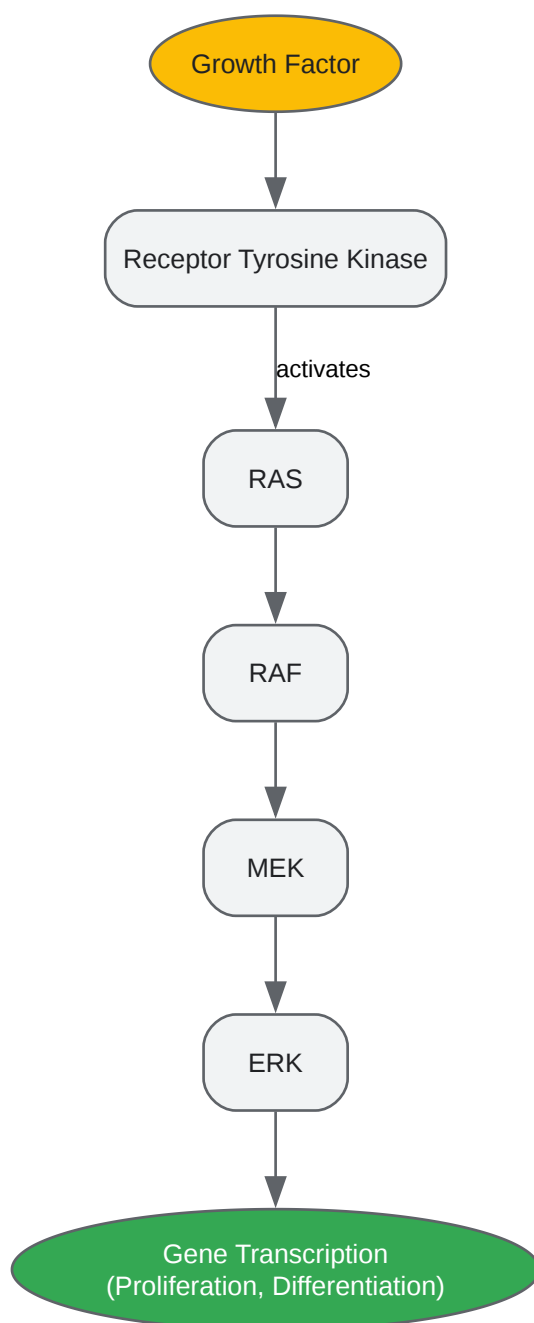 Growth Factor
Receptor Tyrosine Kinase
activates
RAS
RAF
MEK
ERK
Gene Transcription
(Proliferation, Differentiation)